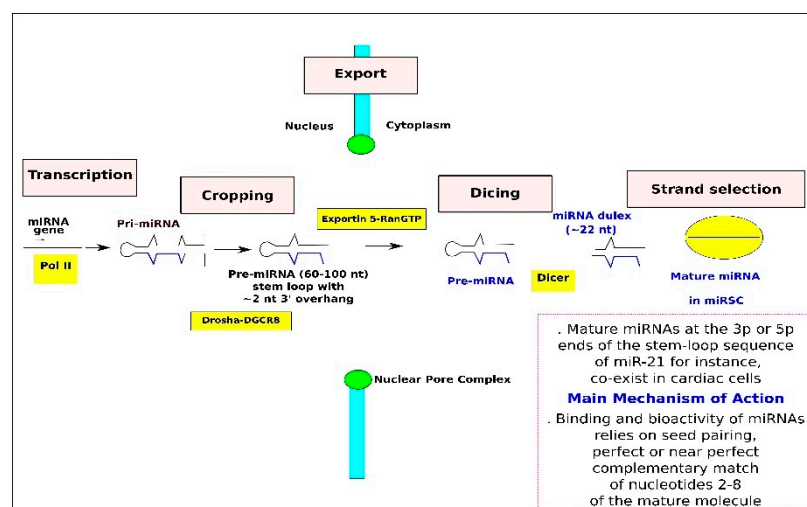 Export
Nucleus
Cytoplasm
Transcription
Cropping
Dicing
Strand selection
mIRNA
gene
Pol II
Pri-miRNA
Pre-miRNA (60-100 nt)
stem loop with
~2 nt 3' overhang
Drosha-DGCR8
Exportin 5-RanGTP
Pre-miRNA
Dicer
miRNA dulex
(~22 nt)
Mature miRNA
in miRSC
Nuclear Pore Complex
. Mature miRNAs at the 3p or 5p
ends of the stem-loop sequence
of miR-21 for instance,
co-exist in cardiac cells
Main Mechanism of Action
. Binding and bioactivity of miRNAs
relies on seed pairing,
perfect or near perfect
complementary match
of nucleotides 2-8
of the mature molecule